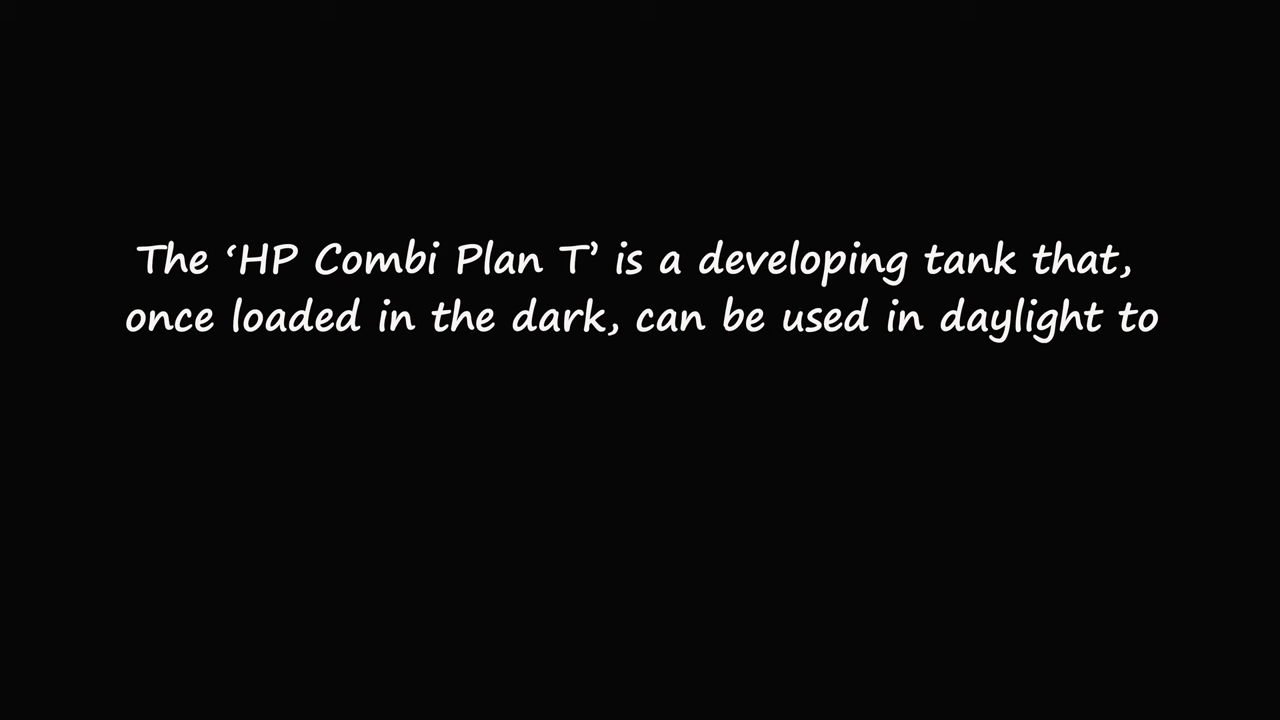 The ‘HP Combi Plan T’ is a developing tank that,
once loaded in the dark, can be used in daylight to